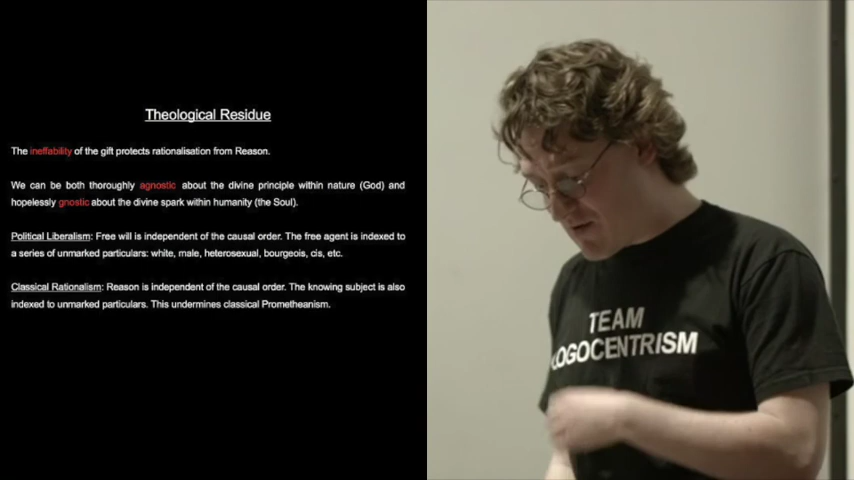 Theological Residue
The ineffability of the gift protects rationalisation from Reason.
We can be both thoroughly agnostic about the divine principle within nature (God) and
hopelessly gnostic about the divine spark within humanity (the Soul).
Political Liberalism: Free will is independent of the causal order. The free agent is indexed to
a series of unmarked particulars: white, male, heterosexual, bourgeois, cis, etc.
Classical Rationalism: Reason is independent of the causal order. The knowing subject is also
indexed to unmarked particulars. This undermines classical Prometheanism.
TEAM
LOGOCENTRISM